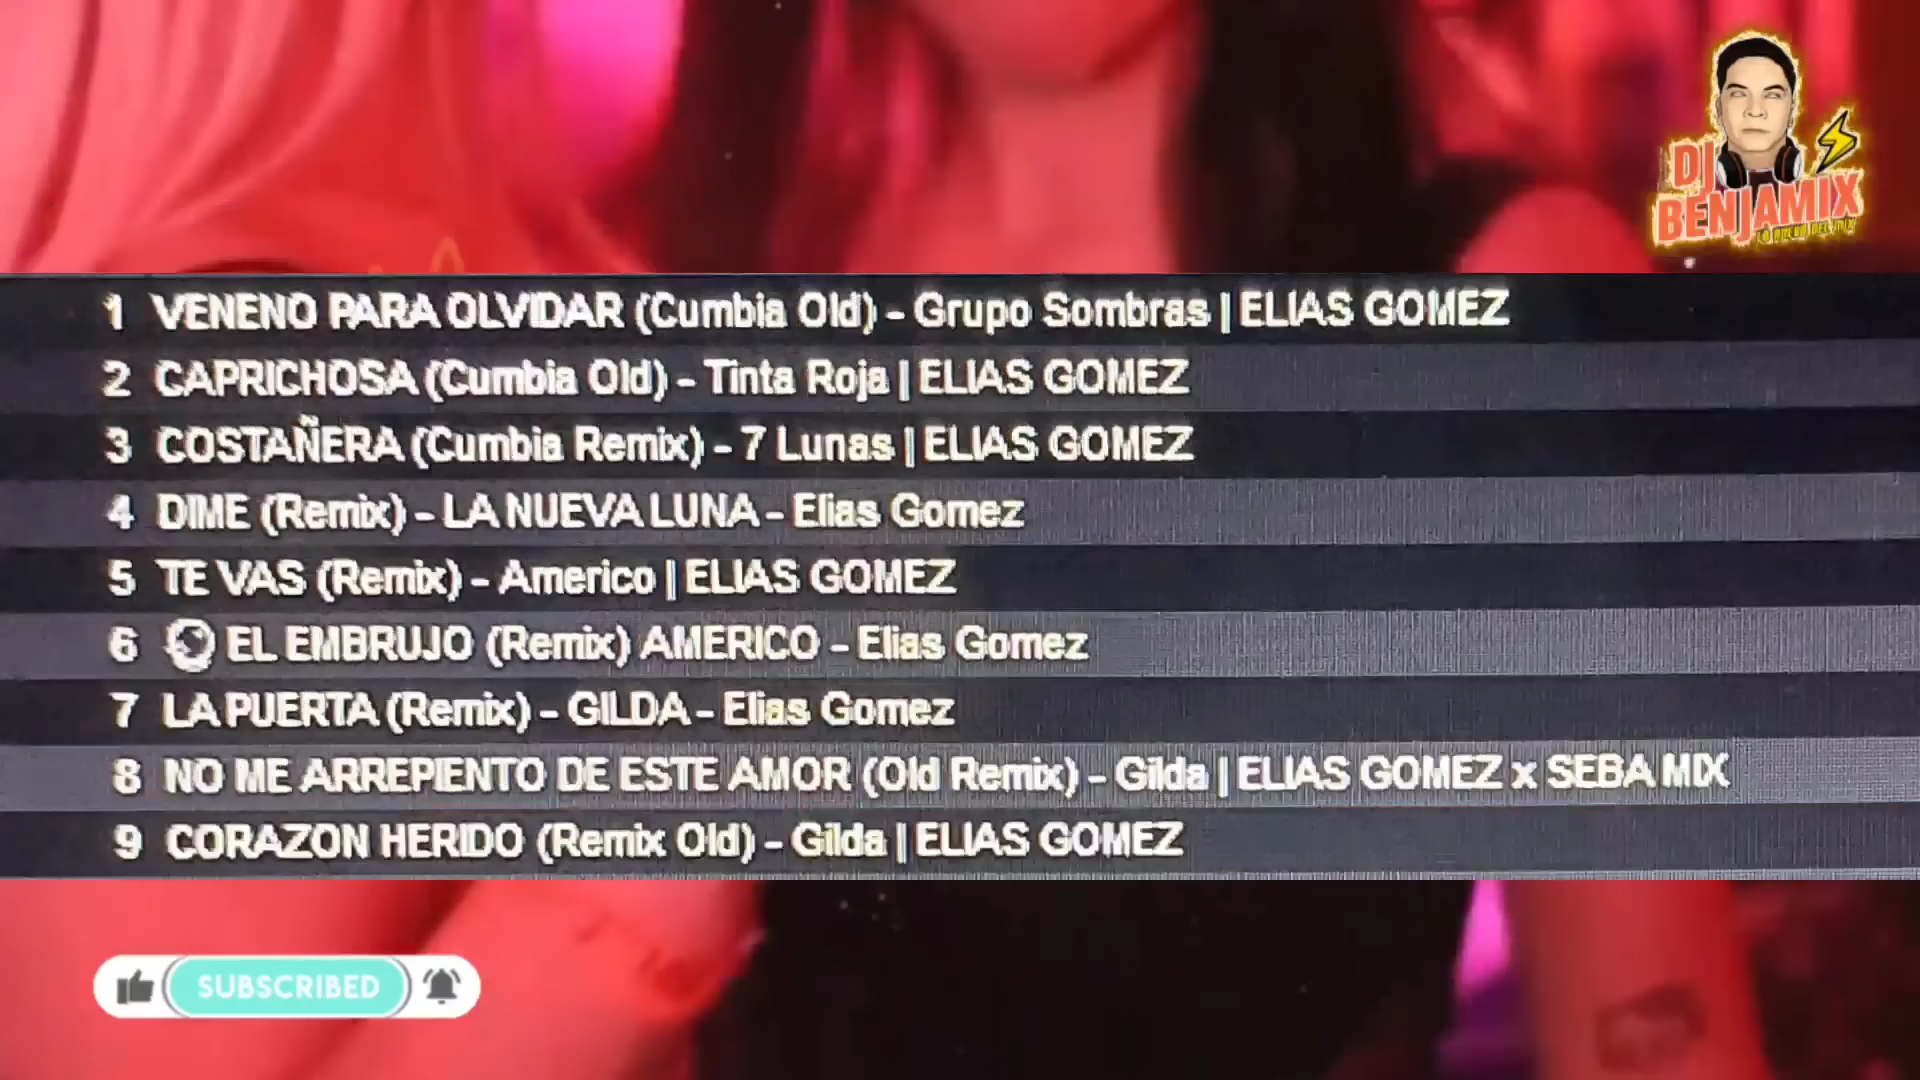 DJ
BENJAMIX
1 VENENO PARA OLVIDAR (Cumbia Old) - Grupo Sombras | ELIAS GOMEZ
2 CAPRICHOSA (Cumbia Old) - Tinta Roja | ELIAS GOMEZ
3 COSTAÑERA (Cumbia Remix) - 7 Lunas | ELIAS GOMEZ
4 DIME (Remix) - LA NUEVA LUNA - Elias Gomez
5 TE VAS (Remix) - Americo | ELIAS GOMEZ
6 EL EMBRUJO (Remix) AMERICO - Elias Gomez
7 LA PUERTA (Remix) - GILDA - Elias Gomez
8 NO ME ARREPIENTO DE ESTE AMOR (Old Remix) - Gilda | ELIAS GOMEZ x SEBA MIX
9 CORAZON HERIDO (Remix Old) - Gilda | ELIAS GOMEZ
SUBSCRIBED